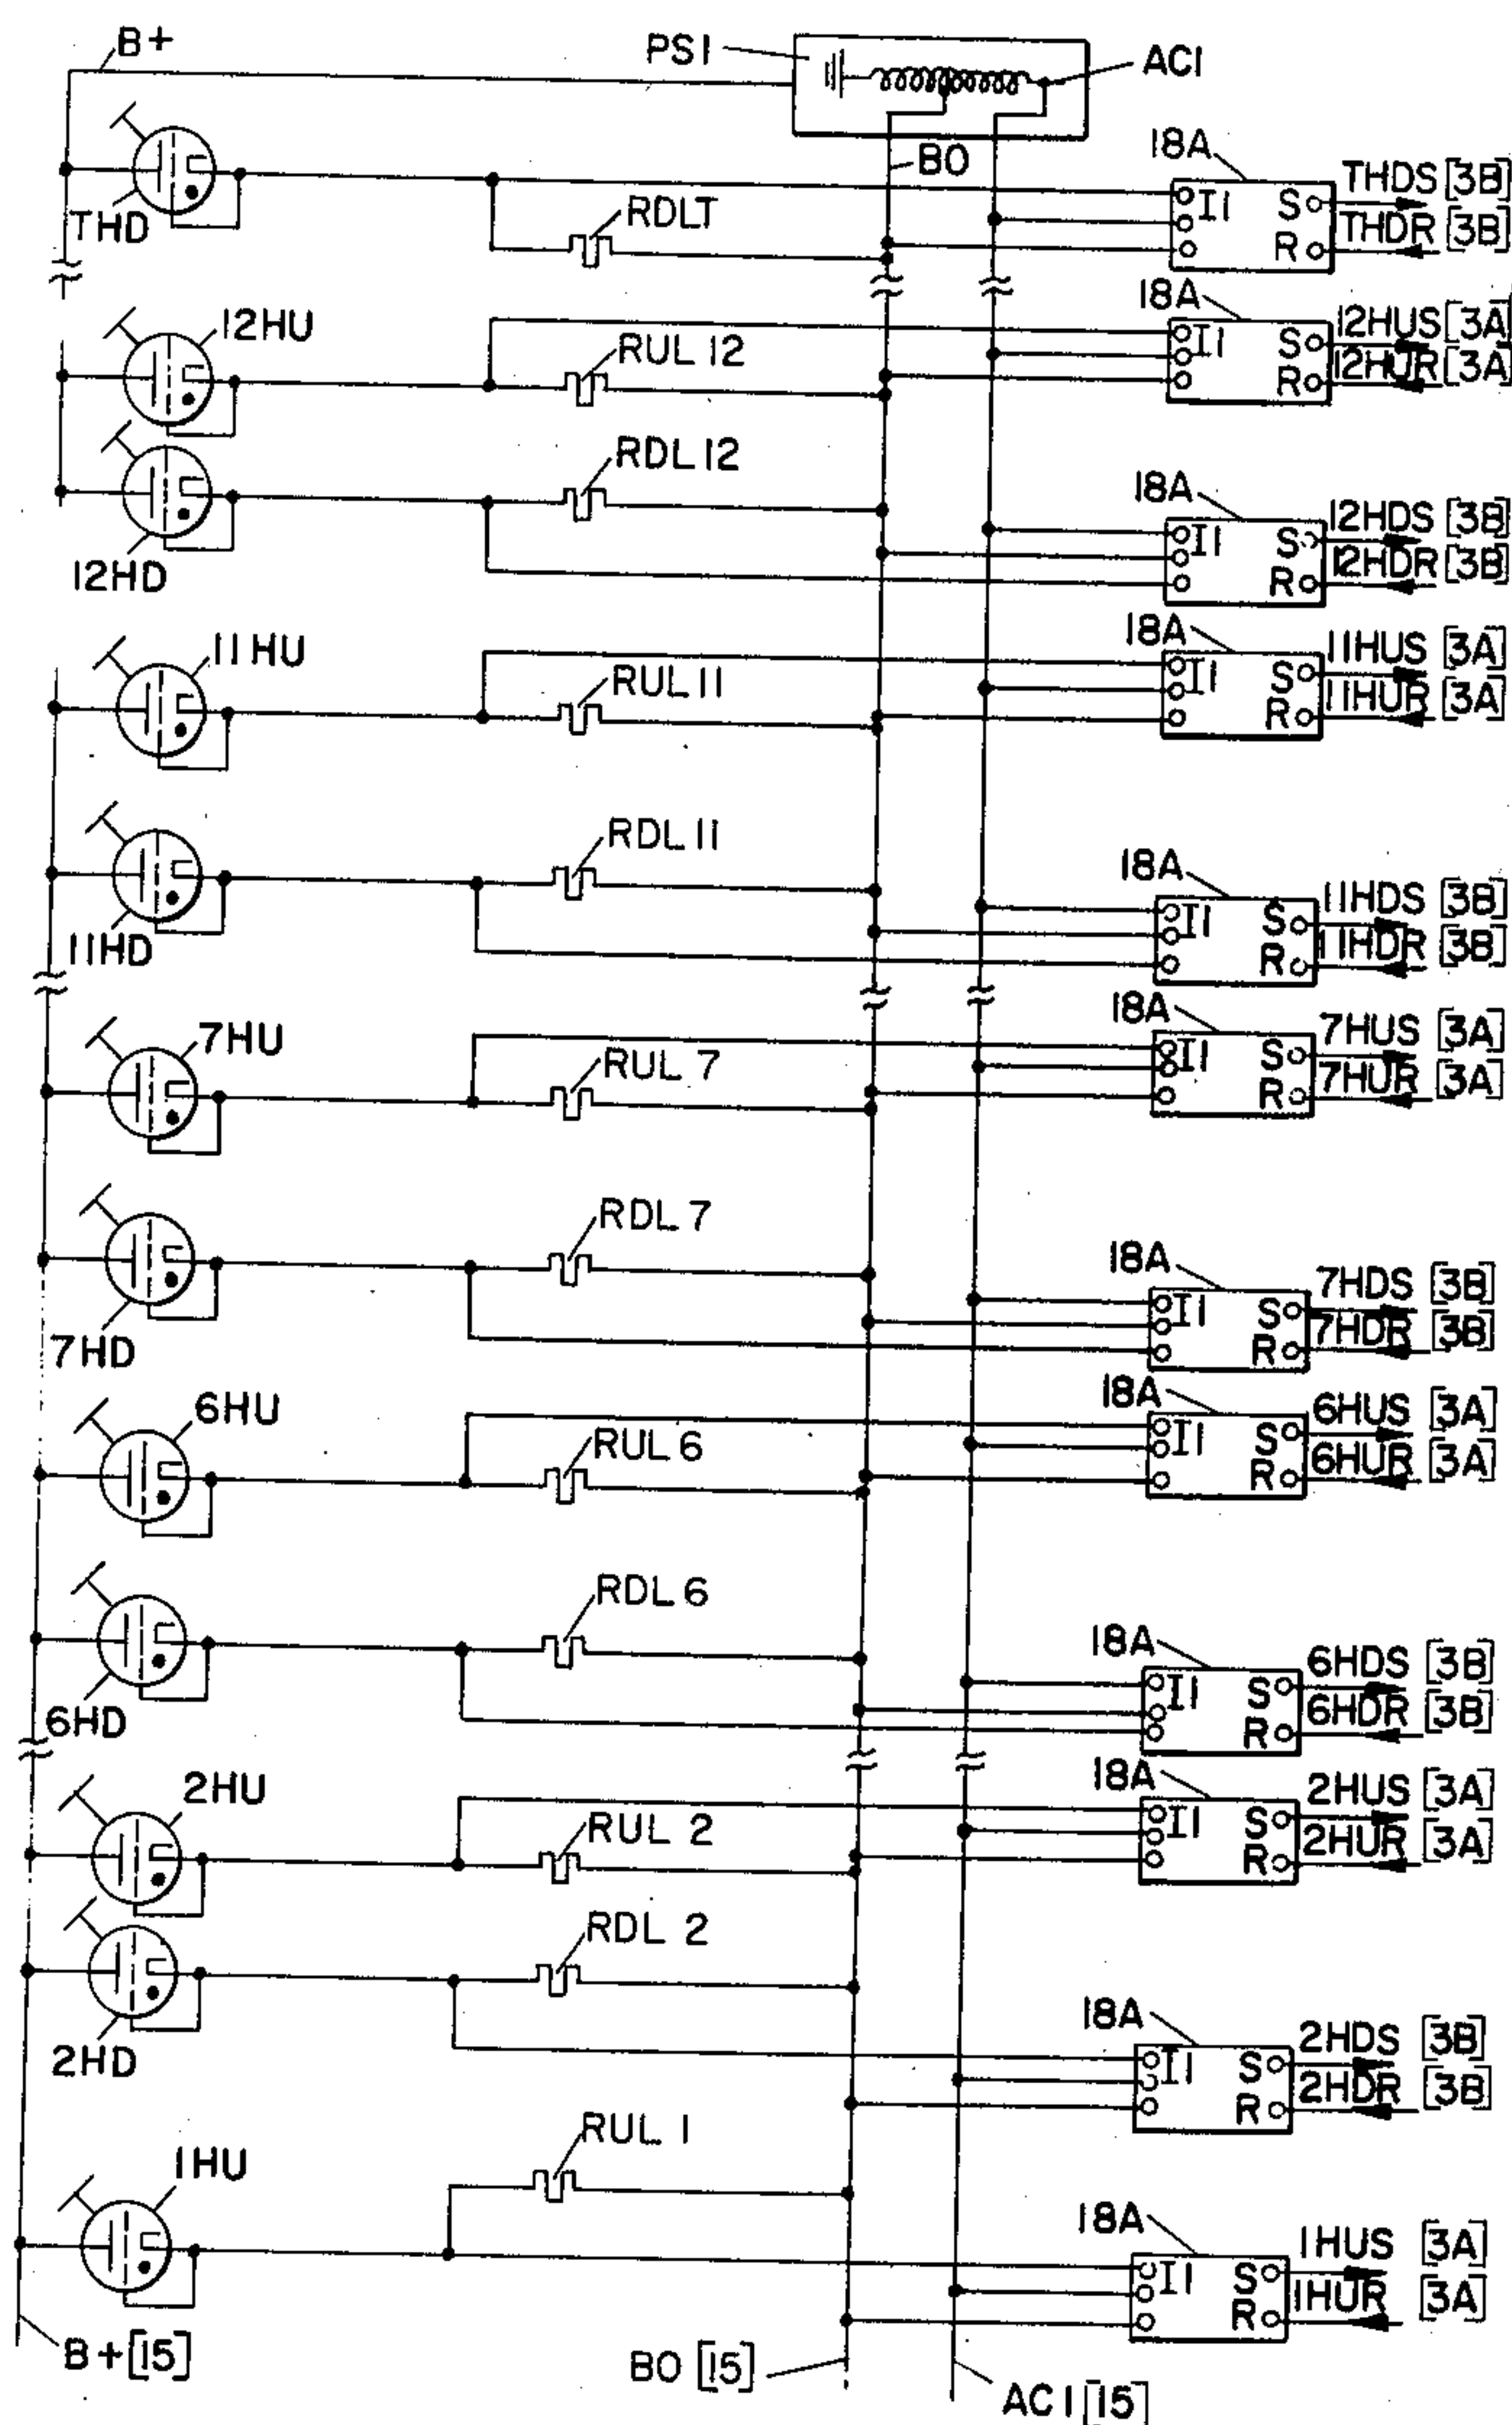 B+
PS1
AC1
BO
THD
RDLT
18A
I1
S
R
THDS [3B]
THDR [3B]
12HU
RUL 12
18A
I1
S
R
12HUS [3A]
12HUR [3A]
12HD
RDL 12
18A
I1
S
R
12HDS [3B]
12HDR [3B]
11HU
RUL 11
18A
I1
S
R
11HUS [3A]
11HUR [3A]
11HD
RDL 11
18A
I1
S
R
11HDS [3B]
11HDR [3B]
7HU
RUL 7
18A
I1
S
R
7HUS [3A]
7HUR [3A]
7HD
RDL 7
18A
I1
S
R
7HDS [3B]
7HDR [3B]
6HU
RUL 6
18A
I1
S
R
6HUS [3A]
6HUR [3A]
6HD
RDL 6
18A
I1
S
R
6HDS [3B]
6HDR [3B]
2HU
RUL 2
18A
I1
S
R
2HUS [3A]
2HUR [3A]
2HD
RDL 2
18A
I1
S
R
2HDS [3B]
2HDR [3B]
1HU
RUL 1
18A
I1
S
R
1HUS [3A]
1HUR [3A]
B+[15]
BO [15]
AC1[15]